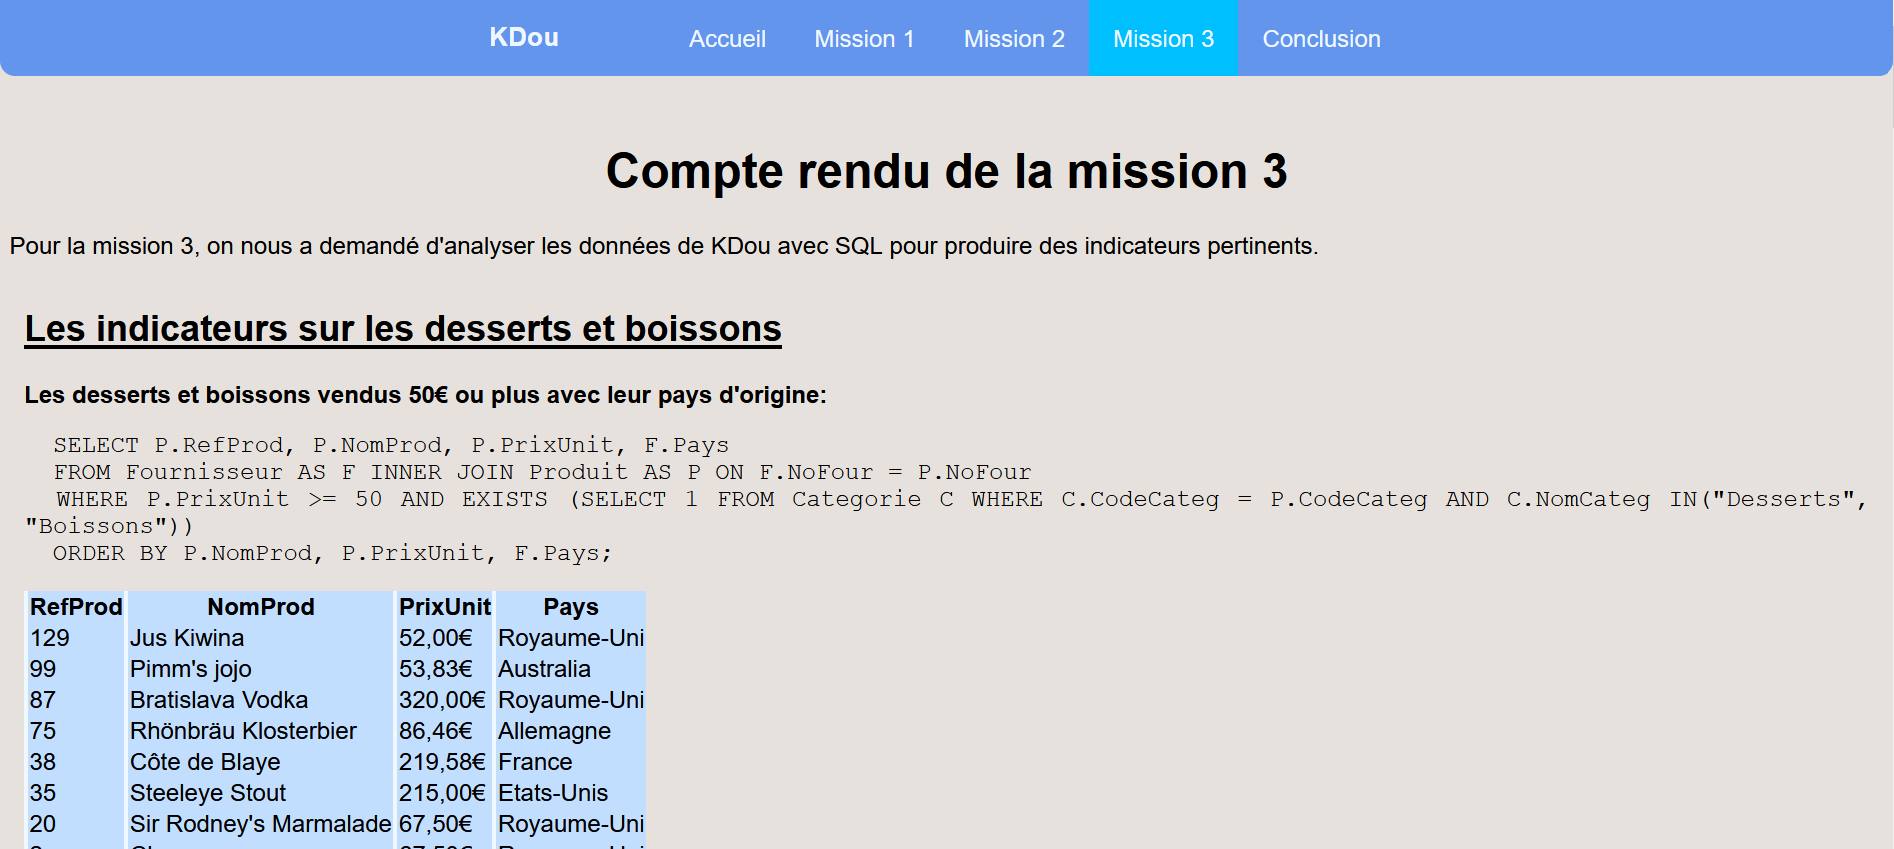 KDou Accueil Mission 1 Mission 2 Mission 3 Conclusion
Compte rendu de la mission 3
Pour la mission 3, on nous a demandé d'analyser les données de KDou avec SQL pour produire des indicateurs pertinents.
Les indicateurs sur les desserts et boissons
Les desserts et boissons vendus 50€ ou plus avec leur pays d'origine:
SELECT P.RefProd, P.NomProd, P.PrixUnit, F.Pays
FROM Fournisseur AS F INNER JOIN Produit AS P ON F.NoFour = P.NoFour
WHERE P.PrixUnit >= 50 AND EXISTS (SELECT 1 FROM Categorie C WHERE C.CodeCateg = P.CodeCateg AND C.NomCateg IN("Desserts",
"Boissons"))
ORDER BY P.NomProd, P.PrixUnit, F.Pays;
RefProd NomProd PrixUnit Pays
129 Jus Kiwina 52,00€ Royaume-Uni
99 Pimm's jojo 53,83€ Australia
87 Bratislava Vodka 320,00€ Royaume-Uni
75 Rhönbräu Klosterbier 86,46€ Allemagne
38 Côte de Blaye 219,58€ France
35 Steeleye Stout 215,00€ Etats-Unis
20 Sir Rodney's Marmalade 67,50€ Royaume-Uni